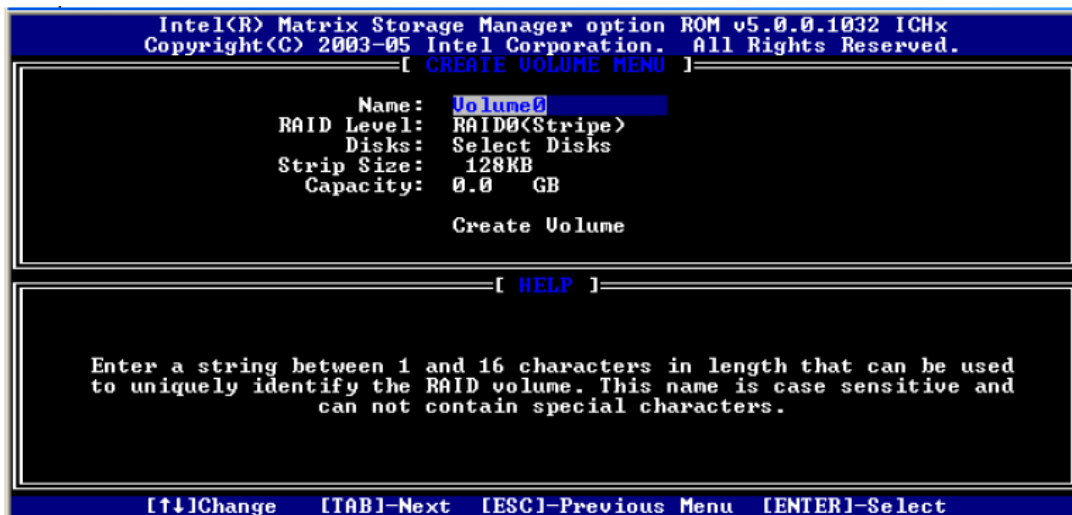 Intel(R) Matrix Storage Manager option ROM v5.0.0.1032 ICHx
Copyright(C) 2003-05 Intel Corporation.  All Rights Reserved.
[ CREATE VOLUME MENU ]
Name: Volume0
RAID Level: RAID0(Stripe)
Disks: Select Disks
Strip Size: 128KB
Capacity: 0.0 GB
Create Volume
[ HELP ]
Enter a string between 1 and 16 characters in length that can be used
to uniquely identify the RAID volume. This name is case sensitive and
can not contain special characters.
[↑↓]Change [TAB]-Next [ESC]-Previous Menu [ENTER]-Select